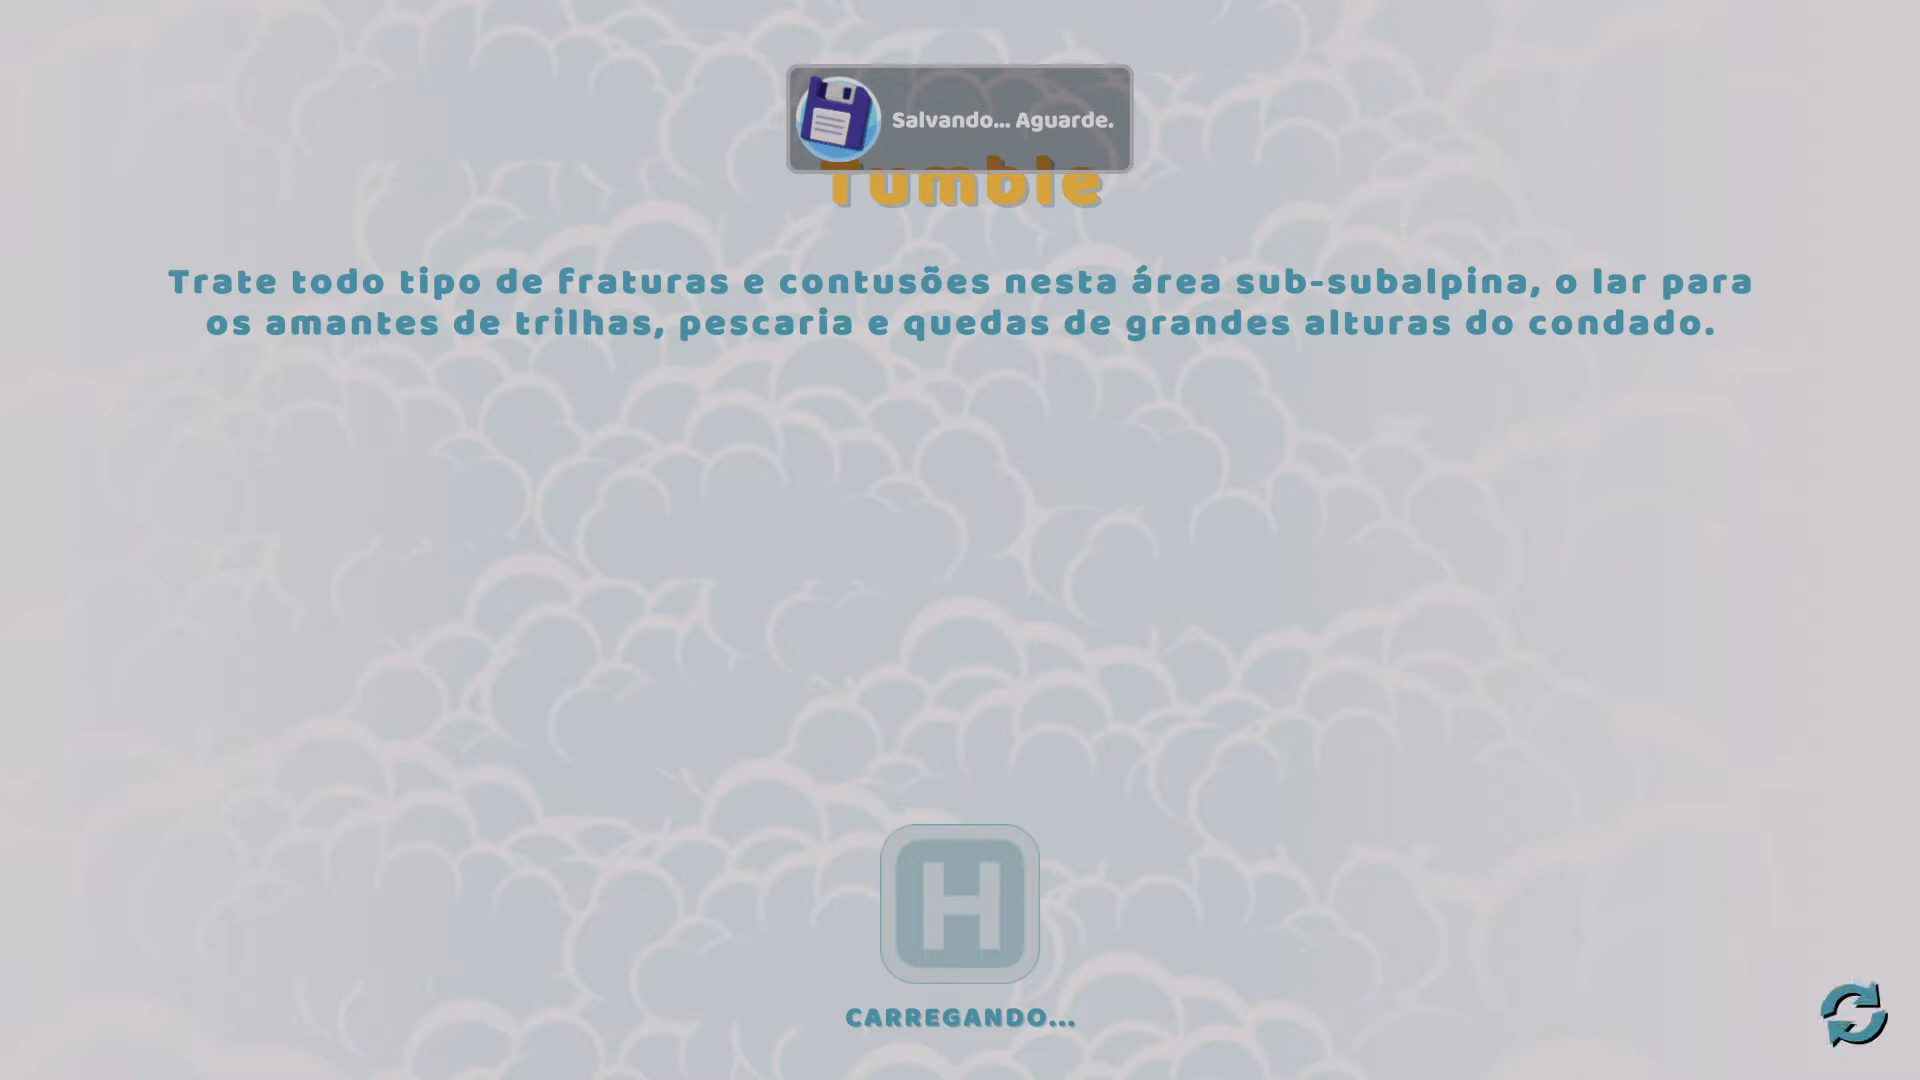 Salvando... Aguarde.
Tumble
Trate todo tipo de fraturas e contusões nesta área sub-subalpina, o lar para
os amantes de trilhas, pescaria e quedas de grandes alturas do condado.
H
CARREGANDO...